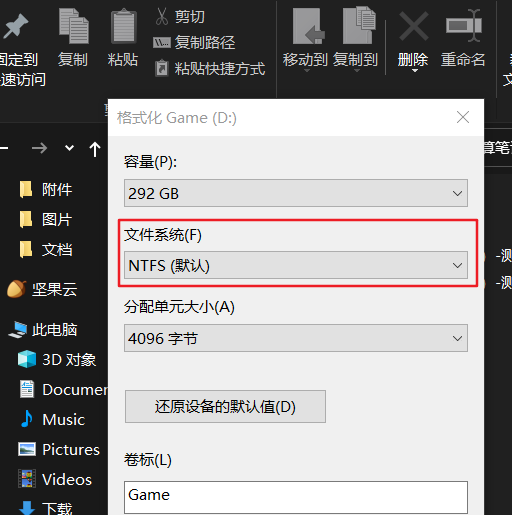 剪切
复制路径
粘贴快捷方式
复制
粘贴
移动到
复制到
删除
重命名
固定到
速访问
格式化 Game (D:)
容量(P):
292 GB
文件系统(F)
NTFS (默认)
分配单元大小(A)
4096 字节
还原设备的默认值(D)
卷标(L)
Game
附件
图片
文档
坚果云
此电脑
3D 对象
Documen
Music
Pictures
Videos
下载
算笔
-测
-测